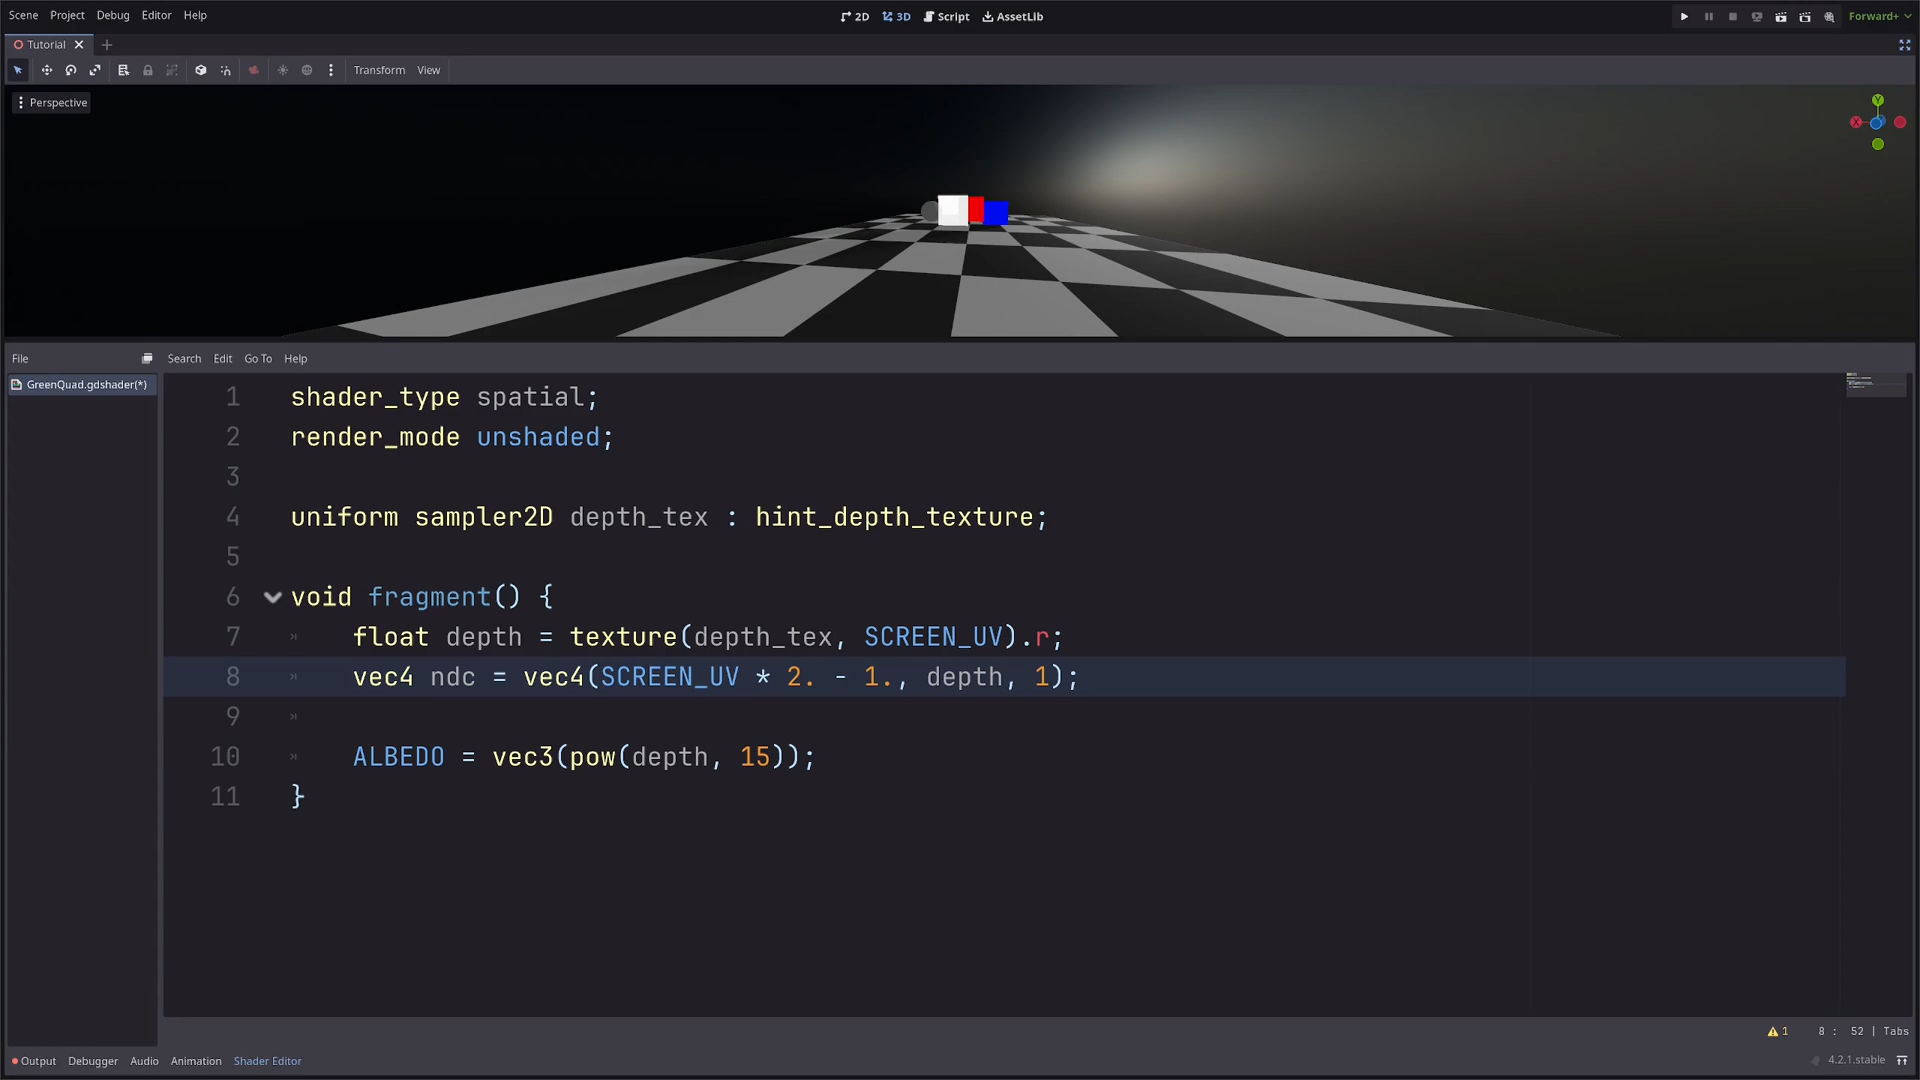 Scene Project Debug Editor Help 2D 3D Script AssetLib Forward+
Tutorial
Transform View
Perspective
Y
X
File Search Edit Go To Help
GreenQuad.gdshader(*)
1 shader_type spatial;
2 render_mode unshaded;
3
4 uniform sampler2D depth_tex : hint_depth_texture;
5
6 void fragment() {
7 float depth = texture(depth_tex, SCREEN_UV).r;
8 vec4 ndc = vec4(SCREEN_UV * 2. - 1., depth, 1);
9
10 ALBEDO = vec3(pow(depth, 15));
11 }
1 8 : 52 | Tabs
Output Debugger Audio Animation Shader Editor 4.2.1.stable